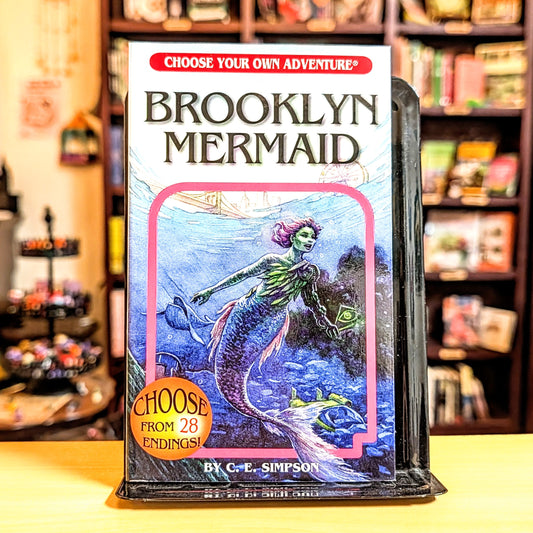 CHOOSE YOUR OWN ADVENTURE®
BROOKLYN
MERMAID
CHOOSE
FROM 28
ENDINGS!
BY C. E. SIMPSON